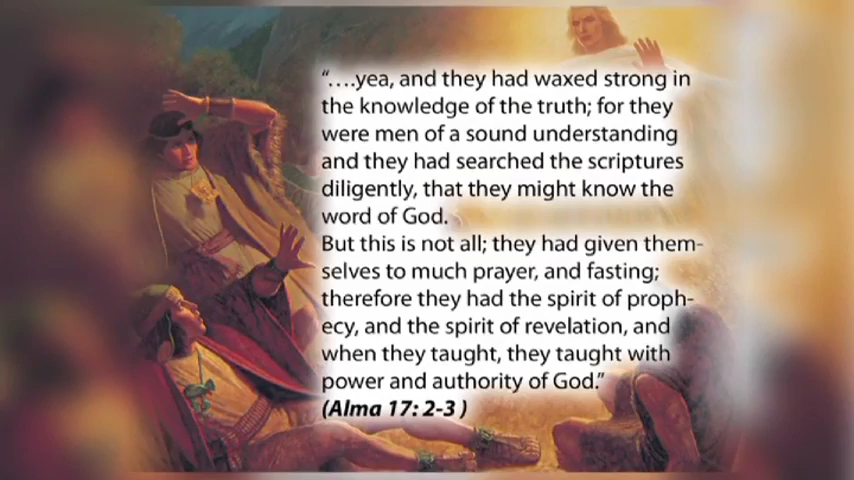 “....yea, and they had waxed strong in
the knowledge of the truth; for they
were men of a sound understanding
and they had searched the scriptures
diligently, that they might know the
word of God.
But this is not all; they had given them-
selves to much prayer, and fasting;
therefore they had the spirit of proph-
ecy, and the spirit of revelation, and
when they taught, they taught with
power and authority of God.”
(Alma 17: 2-3 )